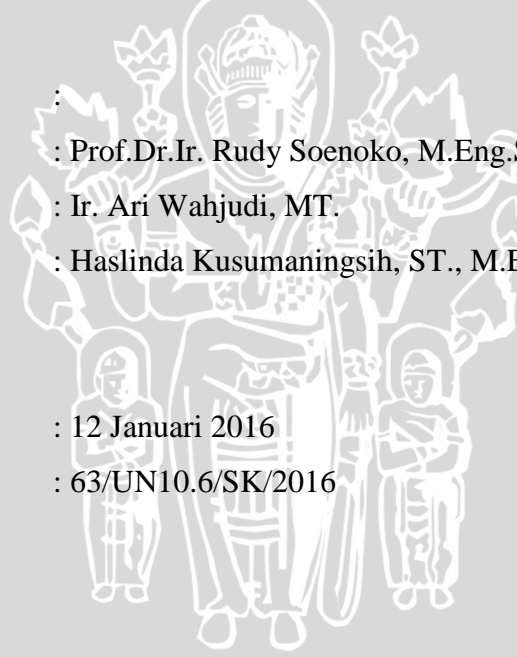 :
: Prof.Dr.Ir. Rudy Soenoko, M.Eng.
: Ir. Ari Wahjudi, MT.
: Haslinda Kusumaningsih, ST.,
: 12 Januari 2016
: 63/UN10.6/SK/2016